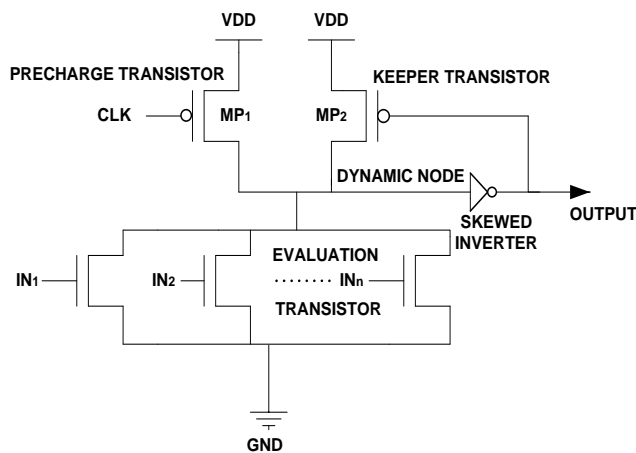 VDD VDD
PRECHARGE TRANSISTOR
KEEPER TRANSISTOR
CLK
MP1
MP2
DYNAMIC NODE
OUTPUT
SKEWED
INVERTER
EVALUATION
IN1
IN2
........
INn
TRANSISTOR
GND